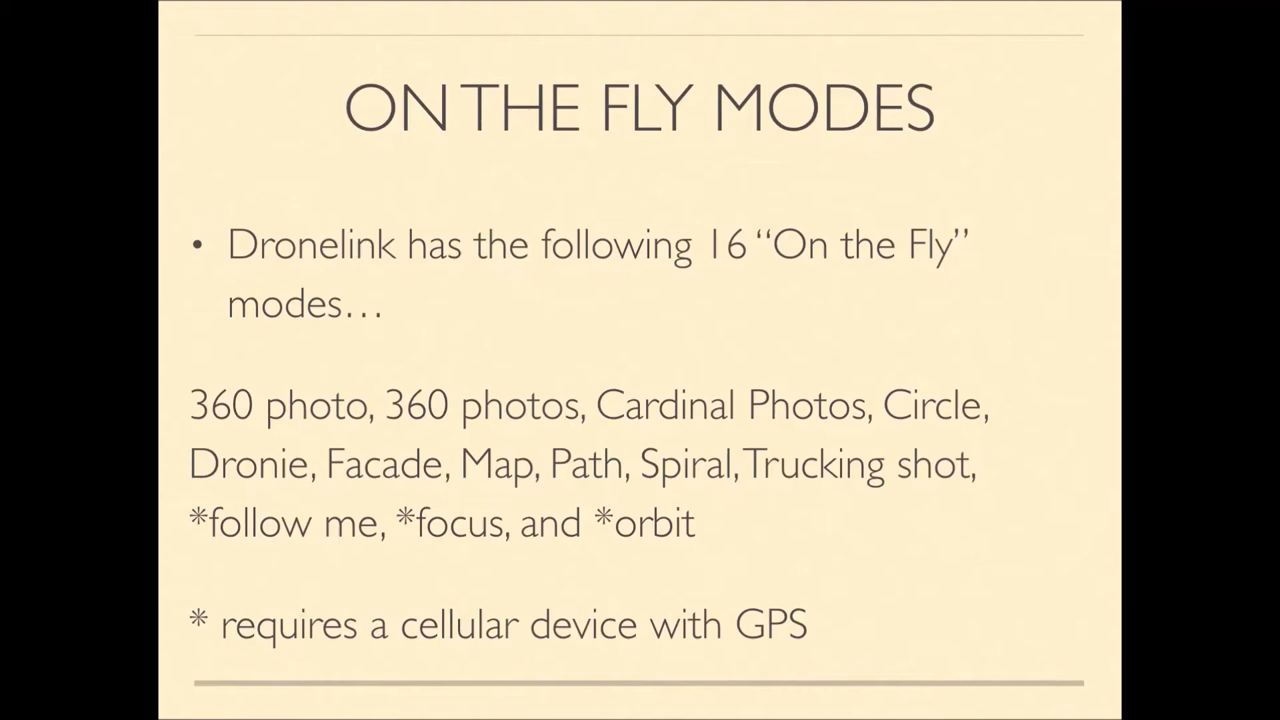 ON THE FLY MODES
• Dronelink has the following 16 “On the Fly”
modes…
360 photo, 360 photos, Cardinal Photos, Circle,
Dronie, Facade, Map, Path, Spiral, Trucking shot,
*follow me, *focus, and *orbit
* requires a cellular device with GPS